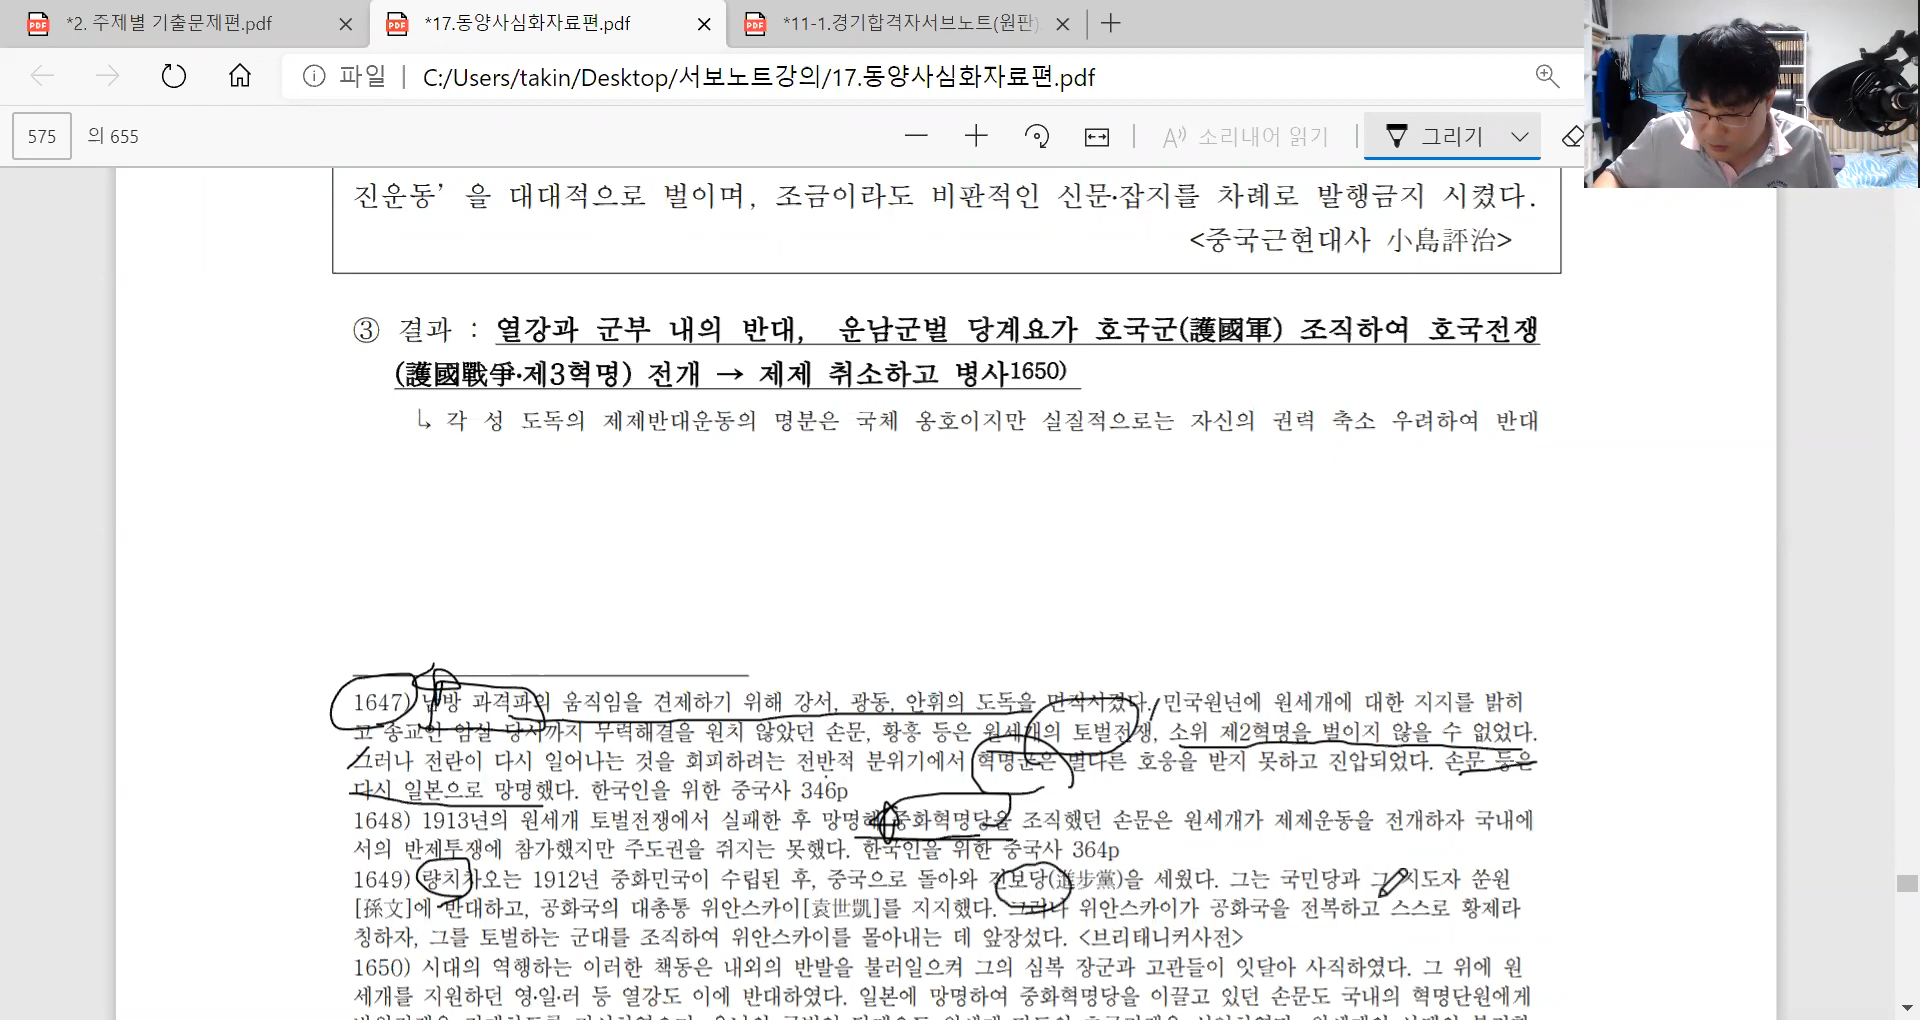 *2. 주제별 기출문제편.pdf
*17.동양사심화자료편.pdf
*11-1.경기합격자서브노트(원판)
파일 C:/Users/takin/Desktop/서보노트강의/17.동양사심화자료편.pdf
575 의 655
소리내어 읽기
그리기
진운동’ 을 대대적으로 벌이며, 조금이라도 비판적인 신문·잡지를 차례로 발행금지 시켰다.
<중국근현대사 小島評治>
③ 결과 : 열강과 군부 내의 반대, 운남군벌 당계요가 호국군(護國軍) 조직하여 호국전쟁
(護國戰爭·제3혁명) 전개 → 제제 취소하고 병사1650)
↳ 각 성 도독의 제제반대운동의 명분은 국체 옹호이지만 실질적으로는 자신의 권력 축소 우려하여 반대
1647) 남방 과격파의 움직임을 견제하기 위해 강서, 광동, 안휘의 도독을 면직시켰다. 민국원년에 원세개에 대한 지지를 밝히
고 송교인 암살 당시까지 무력해결을 원치 않았던 손문, 황흥 등은 원세개의 토벌전쟁, 소위 제2혁명을 벌이지 않을 수 없었다.
그러나 전란이 다시 일어나는 것을 회피하려는 전반적 분위기에서 혁명군은 별다른 호응을 받지 못하고 진압되었다. 손문 등은
다시 일본으로 망명했다. 한국인을 위한 중국사 346p
1648) 1913년의 원세개 토벌전쟁에서 실패한 후 망명해 중화혁명당을 조직했던 손문은 원세개가 제제운동을 전개하자 국내에
서의 반제투쟁에 참가했지만 주도권을 쥐지는 못했다. 한국인을 위한 중국사 364p
1649) 량치차오는 1912년 중화민국이 수립된 후, 중국으로 돌아와 진보당(進步黨)을 세웠다. 그는 국민당과 그 지도자 쑨원
[孫文]에 반대하고, 공화국의 대총통 위안스카이[袁世凱]를 지지했다. 그러나 위안스카이가 공화국을 전복하고 스스로 황제라
칭하자, 그를 토벌하는 군대를 조직하여 위안스카이를 몰아내는 데 앞장섰다. <브리태니커사전>
1650) 시대의 역행하는 이러한 책동은 내외의 반발을 불러일으켜 그의 심복 장군과 고관들이 잇달아 사직하였다. 그 위에 원
세개를 지원하던 영·일·러 등 열강도 이에 반대하였다. 일본에 망명하여 중화혁명당을 이끌고 있던 손문도 국내의 혁명단원에게